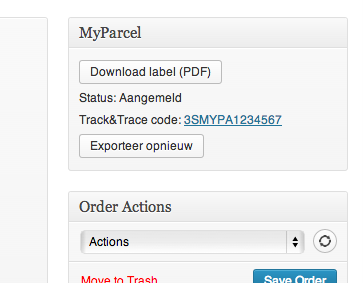 MyParcel
Download label (PDF)
Status: Aangemeld
Track&Trace code: 3SMYPA1234567
Exporteer opnieuw
Order Actions
Actions
Move to Trash
Save Order